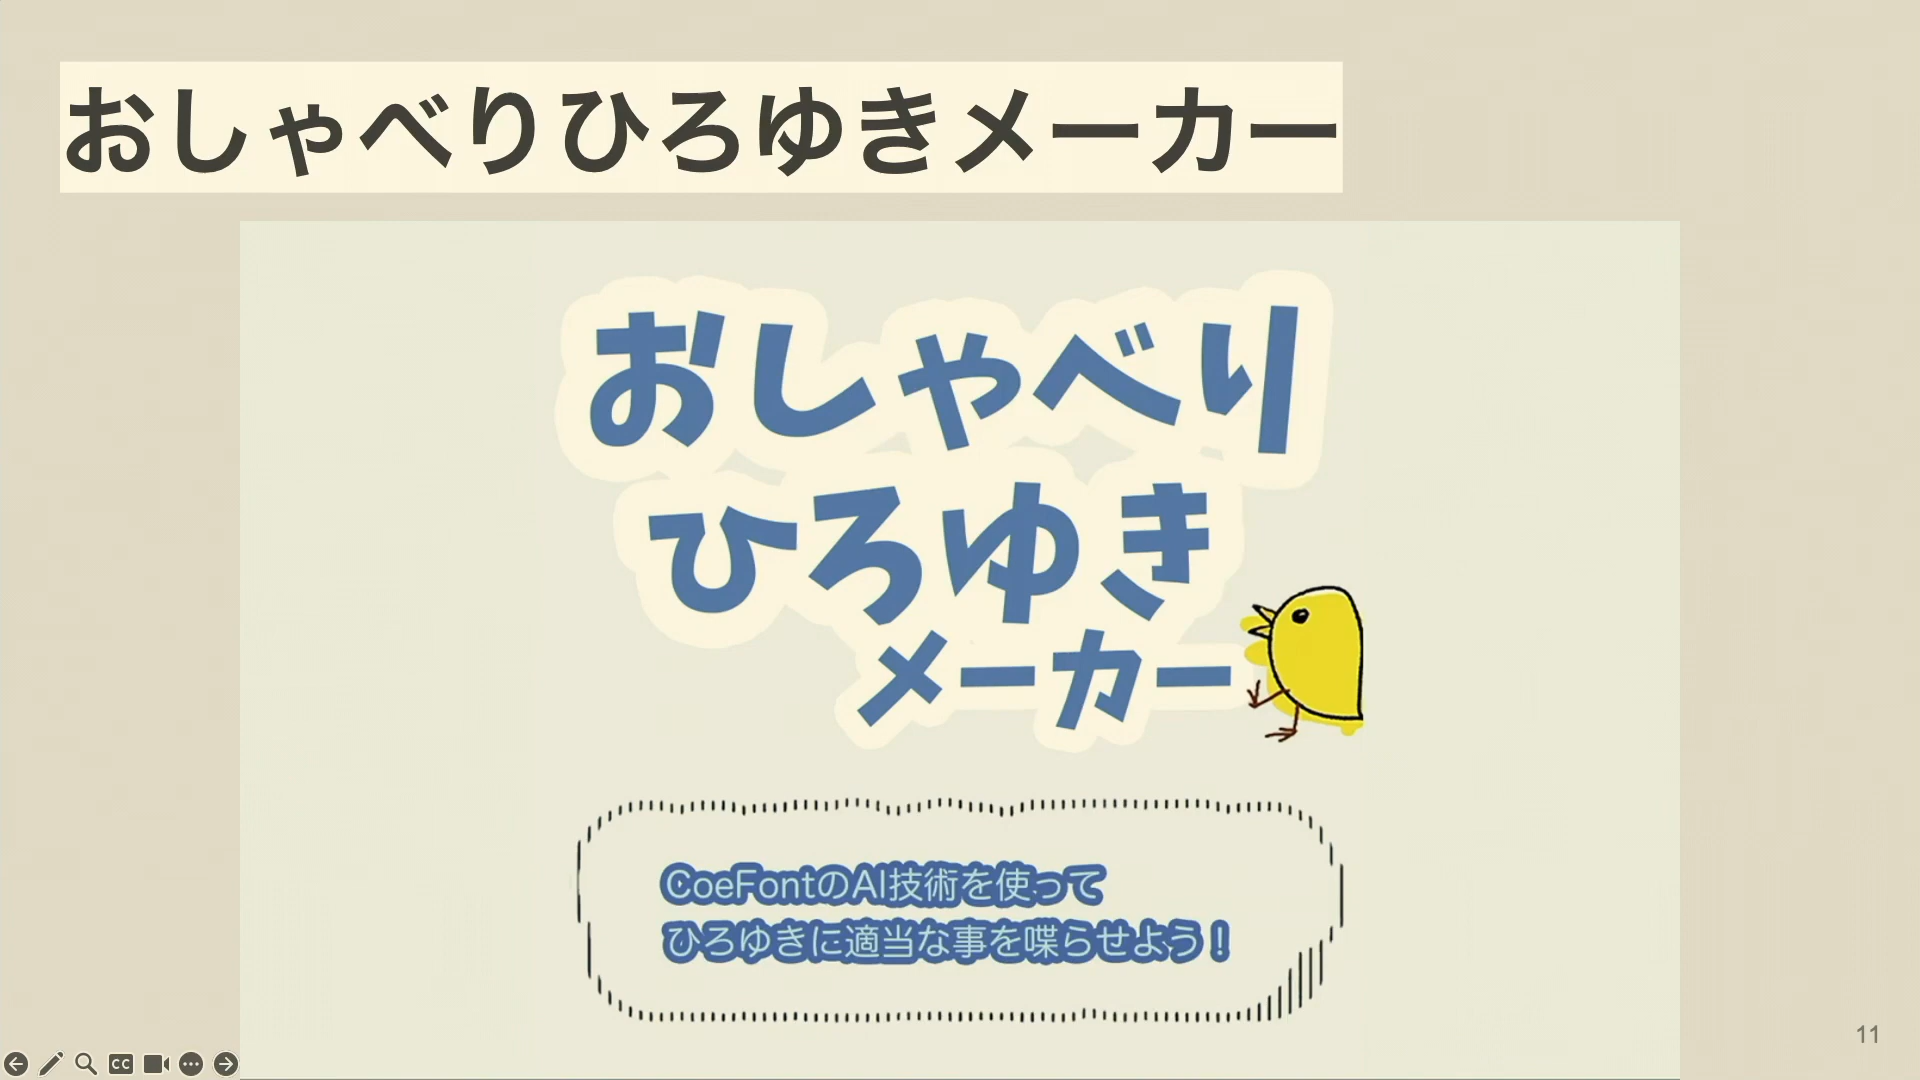 おしゃべりひろゆきメーカー
おしゃべり
ひろゆき
メーカー
CoeFontのAI技術を使って
ひろゆきに適当な事を喋らせよう！
11
CC